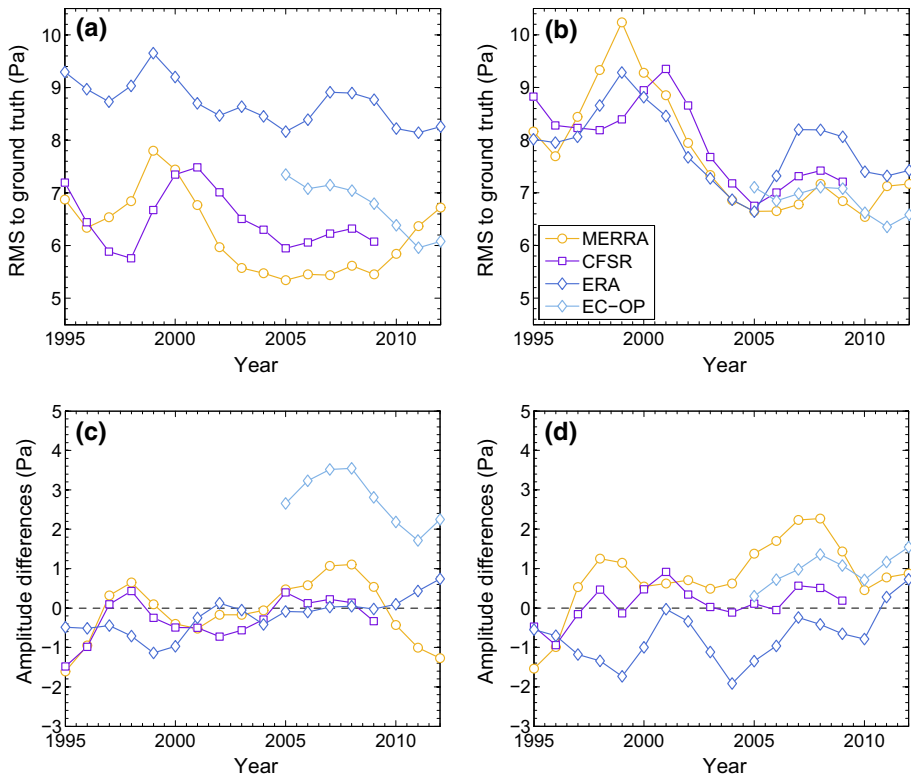 (a)
RMS to ground truth (Pa)
10
9
8
7
6
5
1995 2000 2005 2010
Year
(b)
RMS to ground truth (Pa)
10
9
8
7
6
5
MERRA
CFSR
ERA
EC−OP
1995 2000 2005 2010
Year
(c)
Amplitude differences (Pa)
5
4
3
2
1
0
−1
−2
−3
1995 2000 2005 2010
Year
(d)
Amplitude differences (Pa)
5
4
3
2
1
0
−1
−2
−3
1995 2000 2005 2010
Year